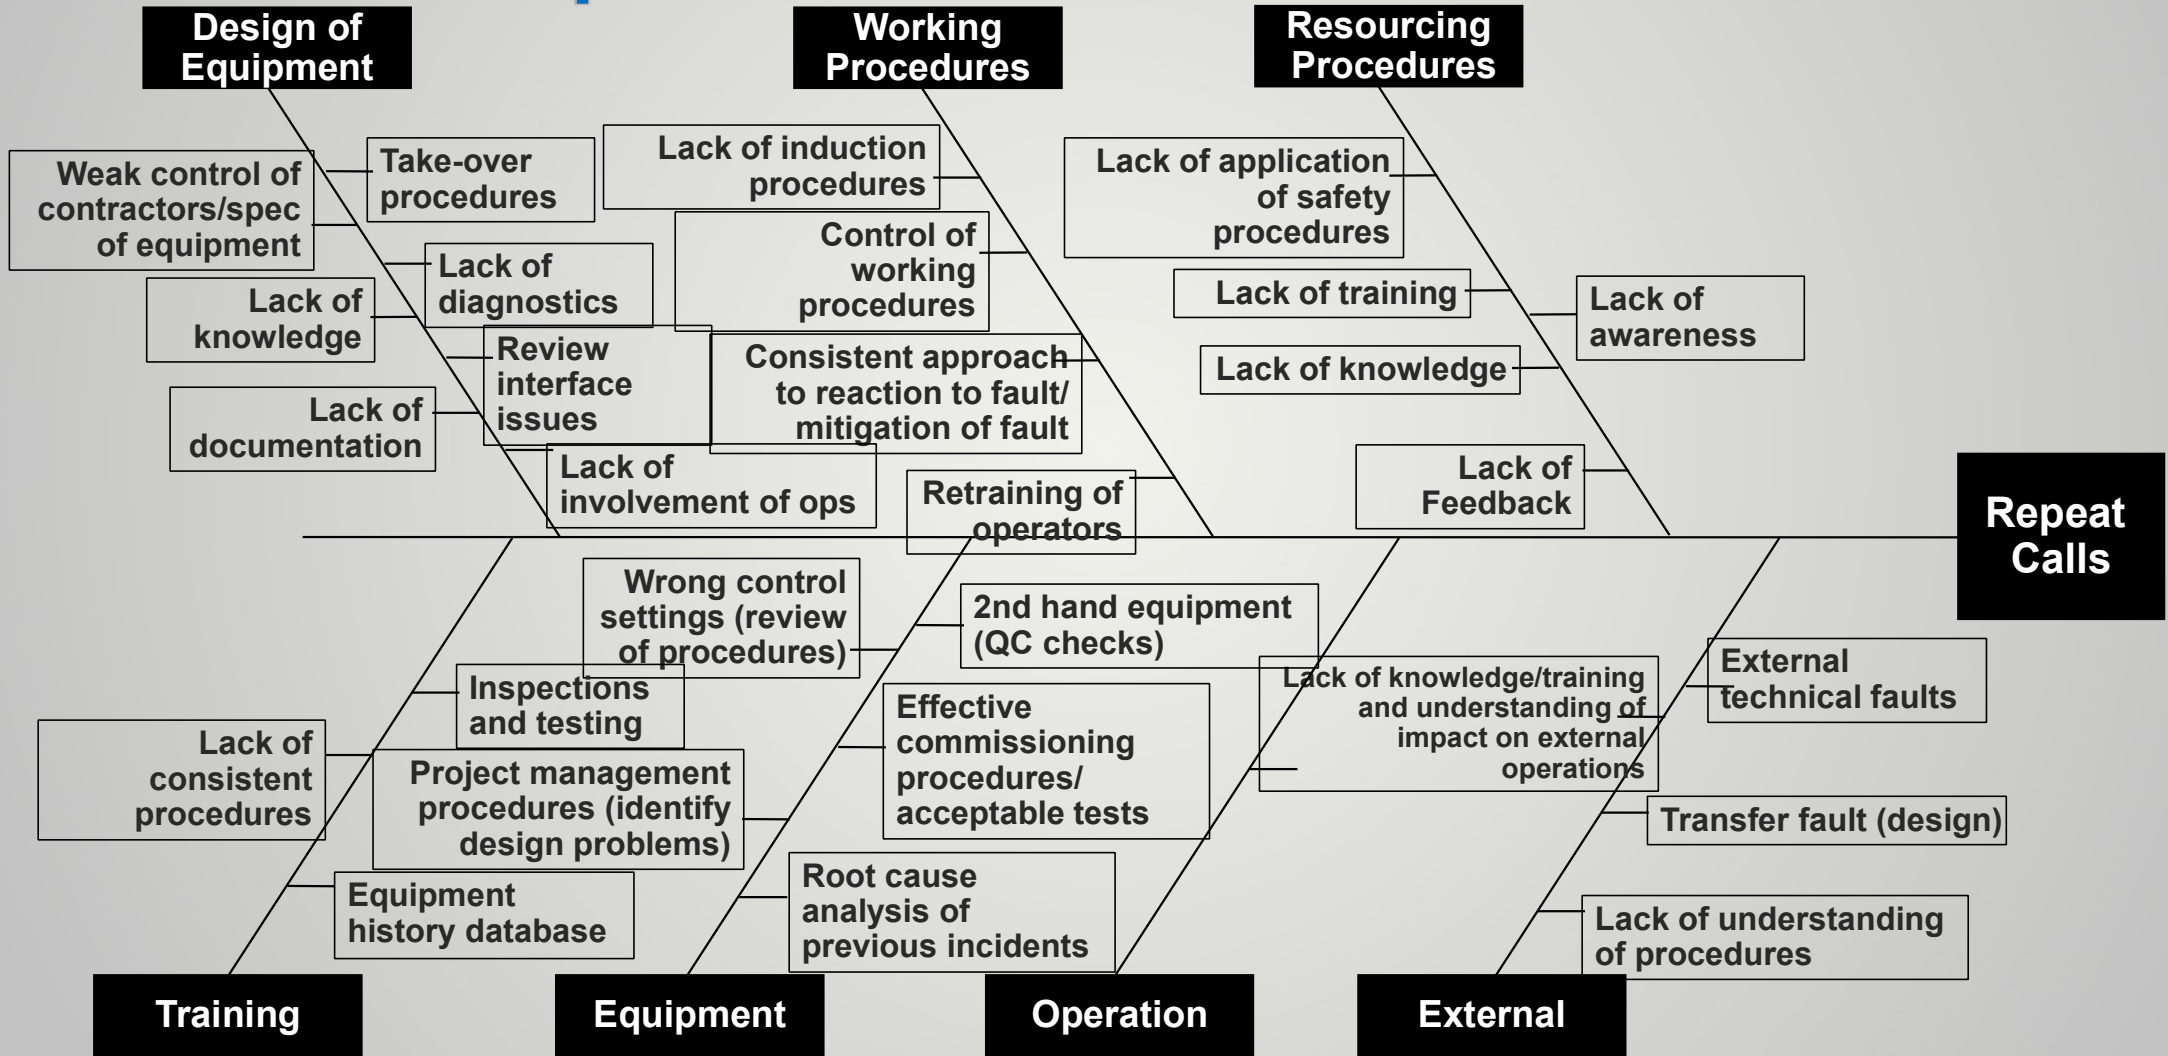 Design of
Equipment
Working
Procedures
Resourcing
Procedures
Weak control of
contractors/spec
of equipment
Take-over
procedures
Lack of
diagnostics
Lack of
knowledge
Review
interface
issues
Lack of
documentation
Lack of
involvement of ops
Lack of induction
procedures
Control of
working
procedures
Consistent approach
to reaction to fault/
mitigation of fault
Retraining of
operators
Lack of application
of safety
procedures
Lack of training
Lack of
awareness
Lack of knowledge
Lack of
Feedback
Repeat
Calls
Inspections
and testing
Lack of
consistent
procedures
Equipment
history database
Wrong control
settings (review
of procedures)
2nd hand equipment
(QC checks)
Effective
commissioning
procedures/
acceptable tests
Project management
procedures (identify
design problems)
Root cause
analysis of
previous incidents
Lack of knowledge/training
and understanding of
impact on external
operations
External
technical faults
Transfer fault (design)
Lack of understanding
of procedures
Training
Equipment
Operation
External